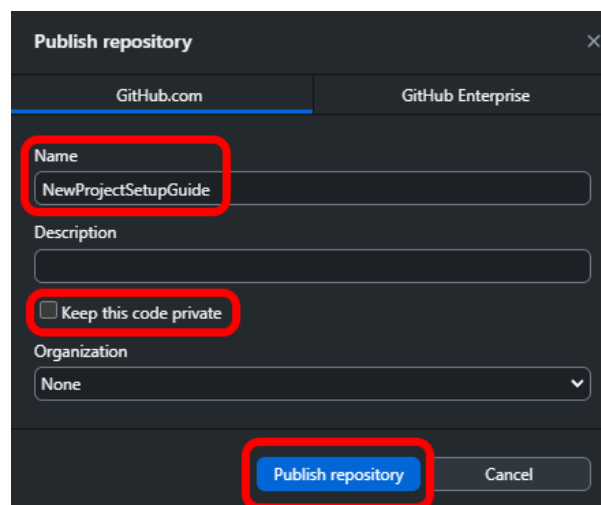 Publish repository
GitHub.com
GitHub Enterprise
Name
NewProjectSetupGuide
Description
Keep this code private
Organization
None
Publish repository
Cancel